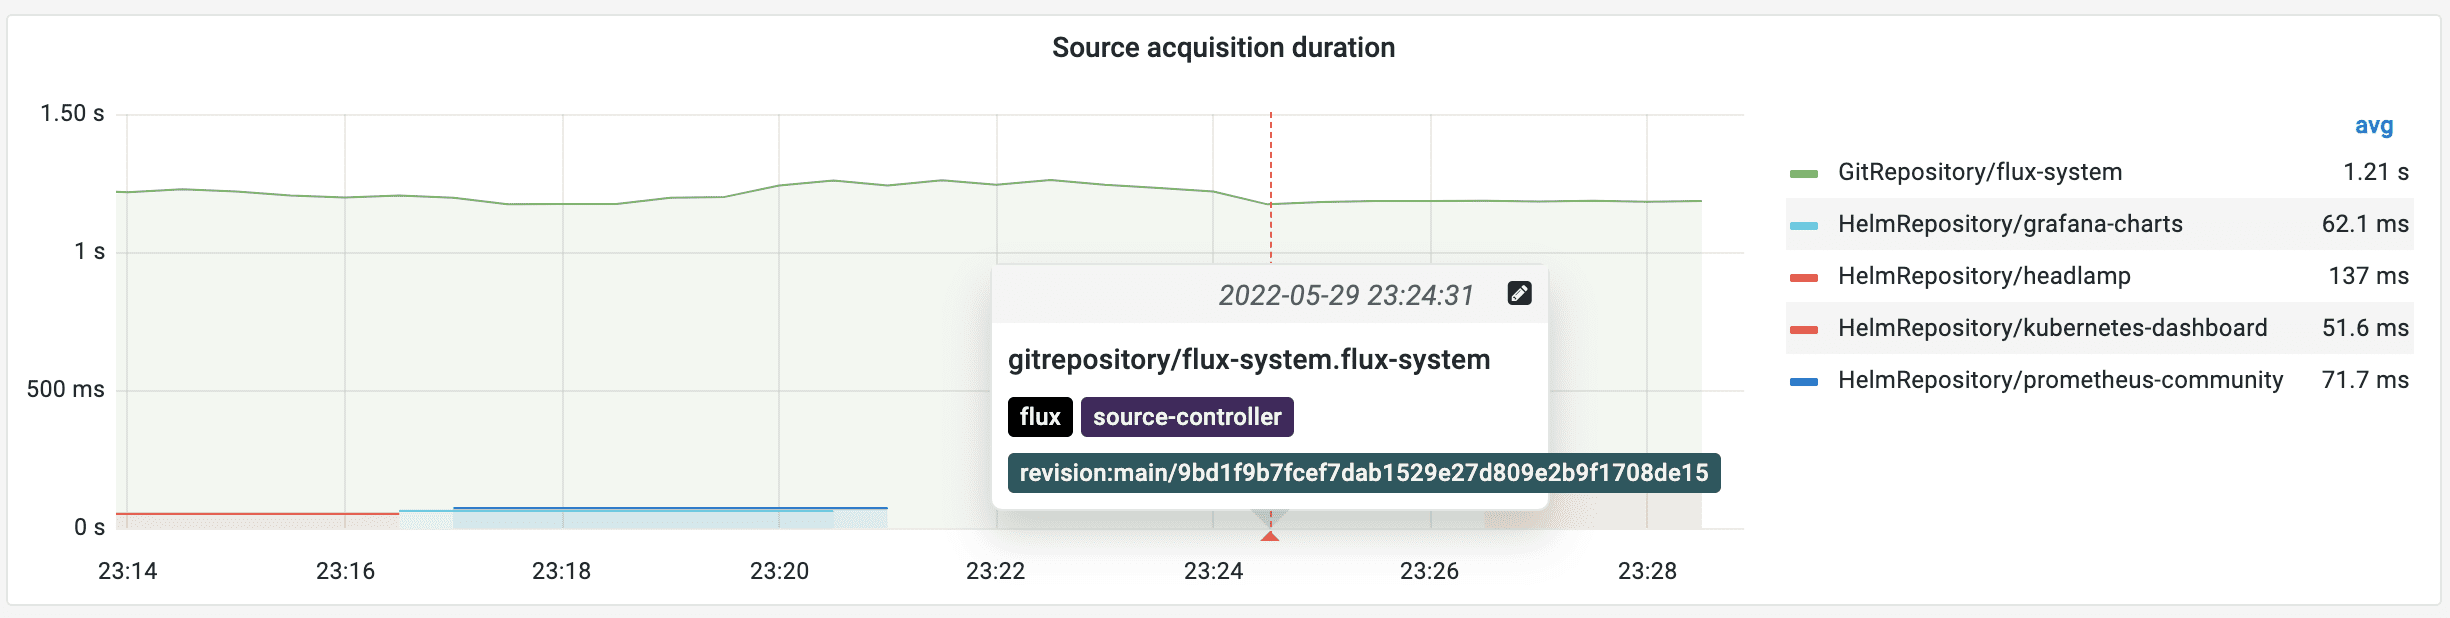 Source acquisition duration
1.50 s
1 s
500 ms
0 s
23:14 23:16 23:18 23:20 23:22 23:24 23:26 23:28
2022-05-29 23:24:31
gitrepository/flux-system.flux-system
flux source-controller
revision:main/9bd1f9b7fcef7dab1529e27d809e2b9f1708de15
avg
GitRepository/flux-system 1.21 s
HelmRepository/grafana-charts 62.1 ms
HelmRepository/headlamp 137 ms
HelmRepository/kubernetes-dashboard 51.6 ms
HelmRepository/prometheus-community 71.7 ms